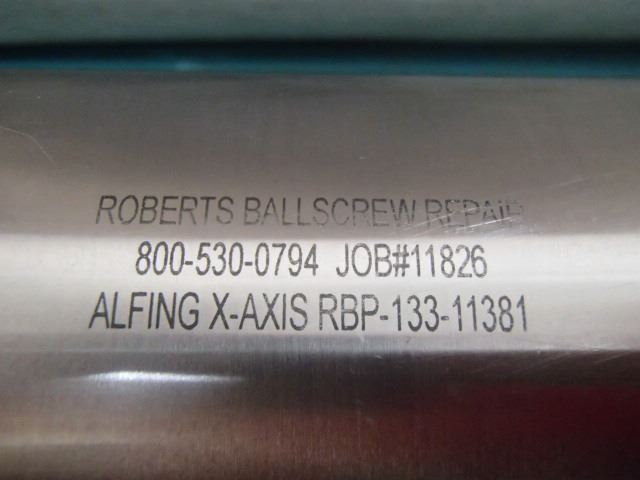 ROBERTS BALLSCREW REPAIR
800-530-0794 JOB#11826
ALFING X-AXIS RBP-133-11381